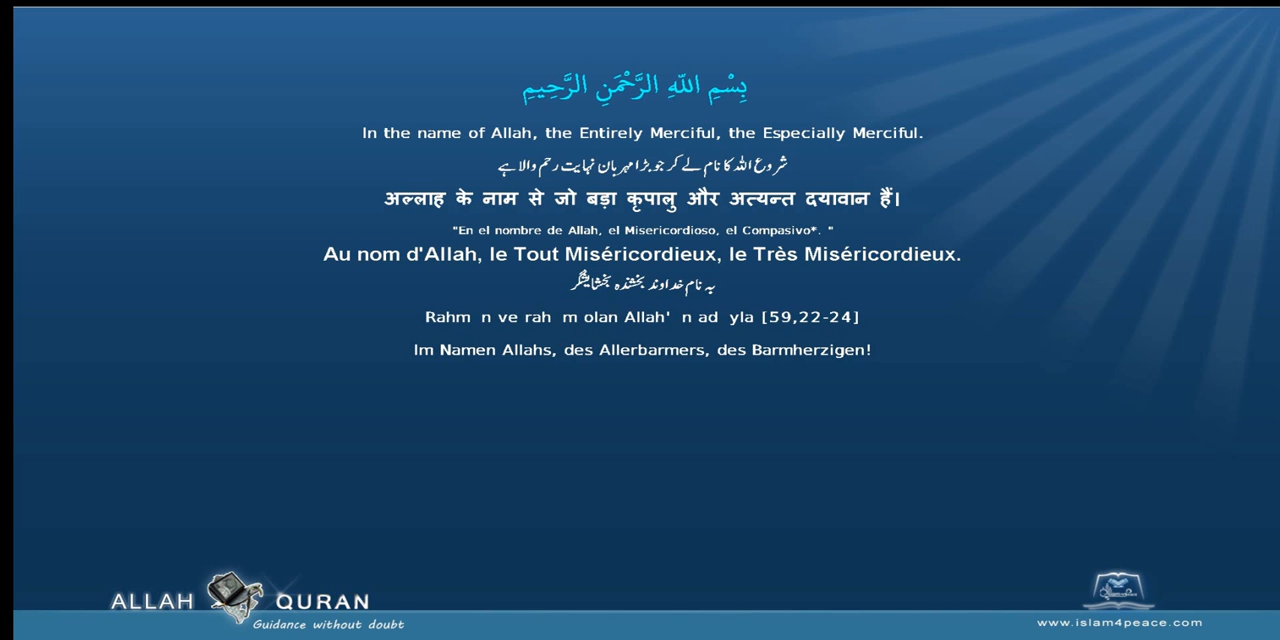 بِسْمِ اللّهِ الرَّحْمَنِ الرَّحِيمِ
In the name of Allah, the Entirely Merciful, the Especially Merciful.
شروع الله کا نام لے کر جو بڑا مہربان نہایت رحم والا ہے
अल्लाह के नाम से जो बड़ा कृपालु और अत्यन्त दयावान हैं।
"En el nombre de Allah, el Misericordioso, el Compasivo*. "
Au nom d'Allah, le Tout Miséricordieux, le Très Miséricordieux.
به نام خداوند بخشنده بخشایشگر
Rahm n ve rah m olan Allah' n ad yla [59,22-24]
Im Namen Allahs, des Allerbarmers, des Barmherzigen!
ALLAH QURAN
Guidance without doubt
www.islam4peace.com